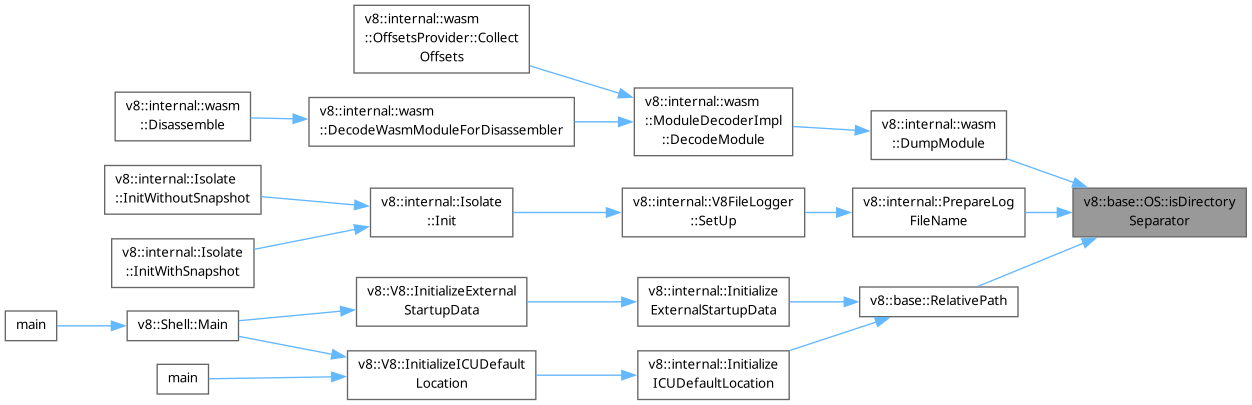 v8::internal::wasm
::OffsetsProvider::Collect
Offsets
v8::internal::wasm
::Disassemble
v8::internal::wasm
::DecodeWasmModuleForDisassembler
v8::internal::wasm
::ModuleDecoderImpl
::DecodeModule
v8::internal::wasm
::DumpModule
v8::internal::Isolate
::InitWithoutSnapshot
v8::internal::Isolate
::Init
v8::internal::V8FileLogger
::SetUp
v8::internal::PrepareLog
FileName
v8::base::OS::isDirectory
Separator
v8::internal::Isolate
::InitWithSnapshot
v8::V8::InitializeExternal
StartupData
v8::internal::Initialize
ExternalStartupData
v8::base::RelativePath
main
v8::Shell::Main
main
v8::V8::InitializeICUDefault
Location
v8::internal::Initialize
ICUDefaultLocation